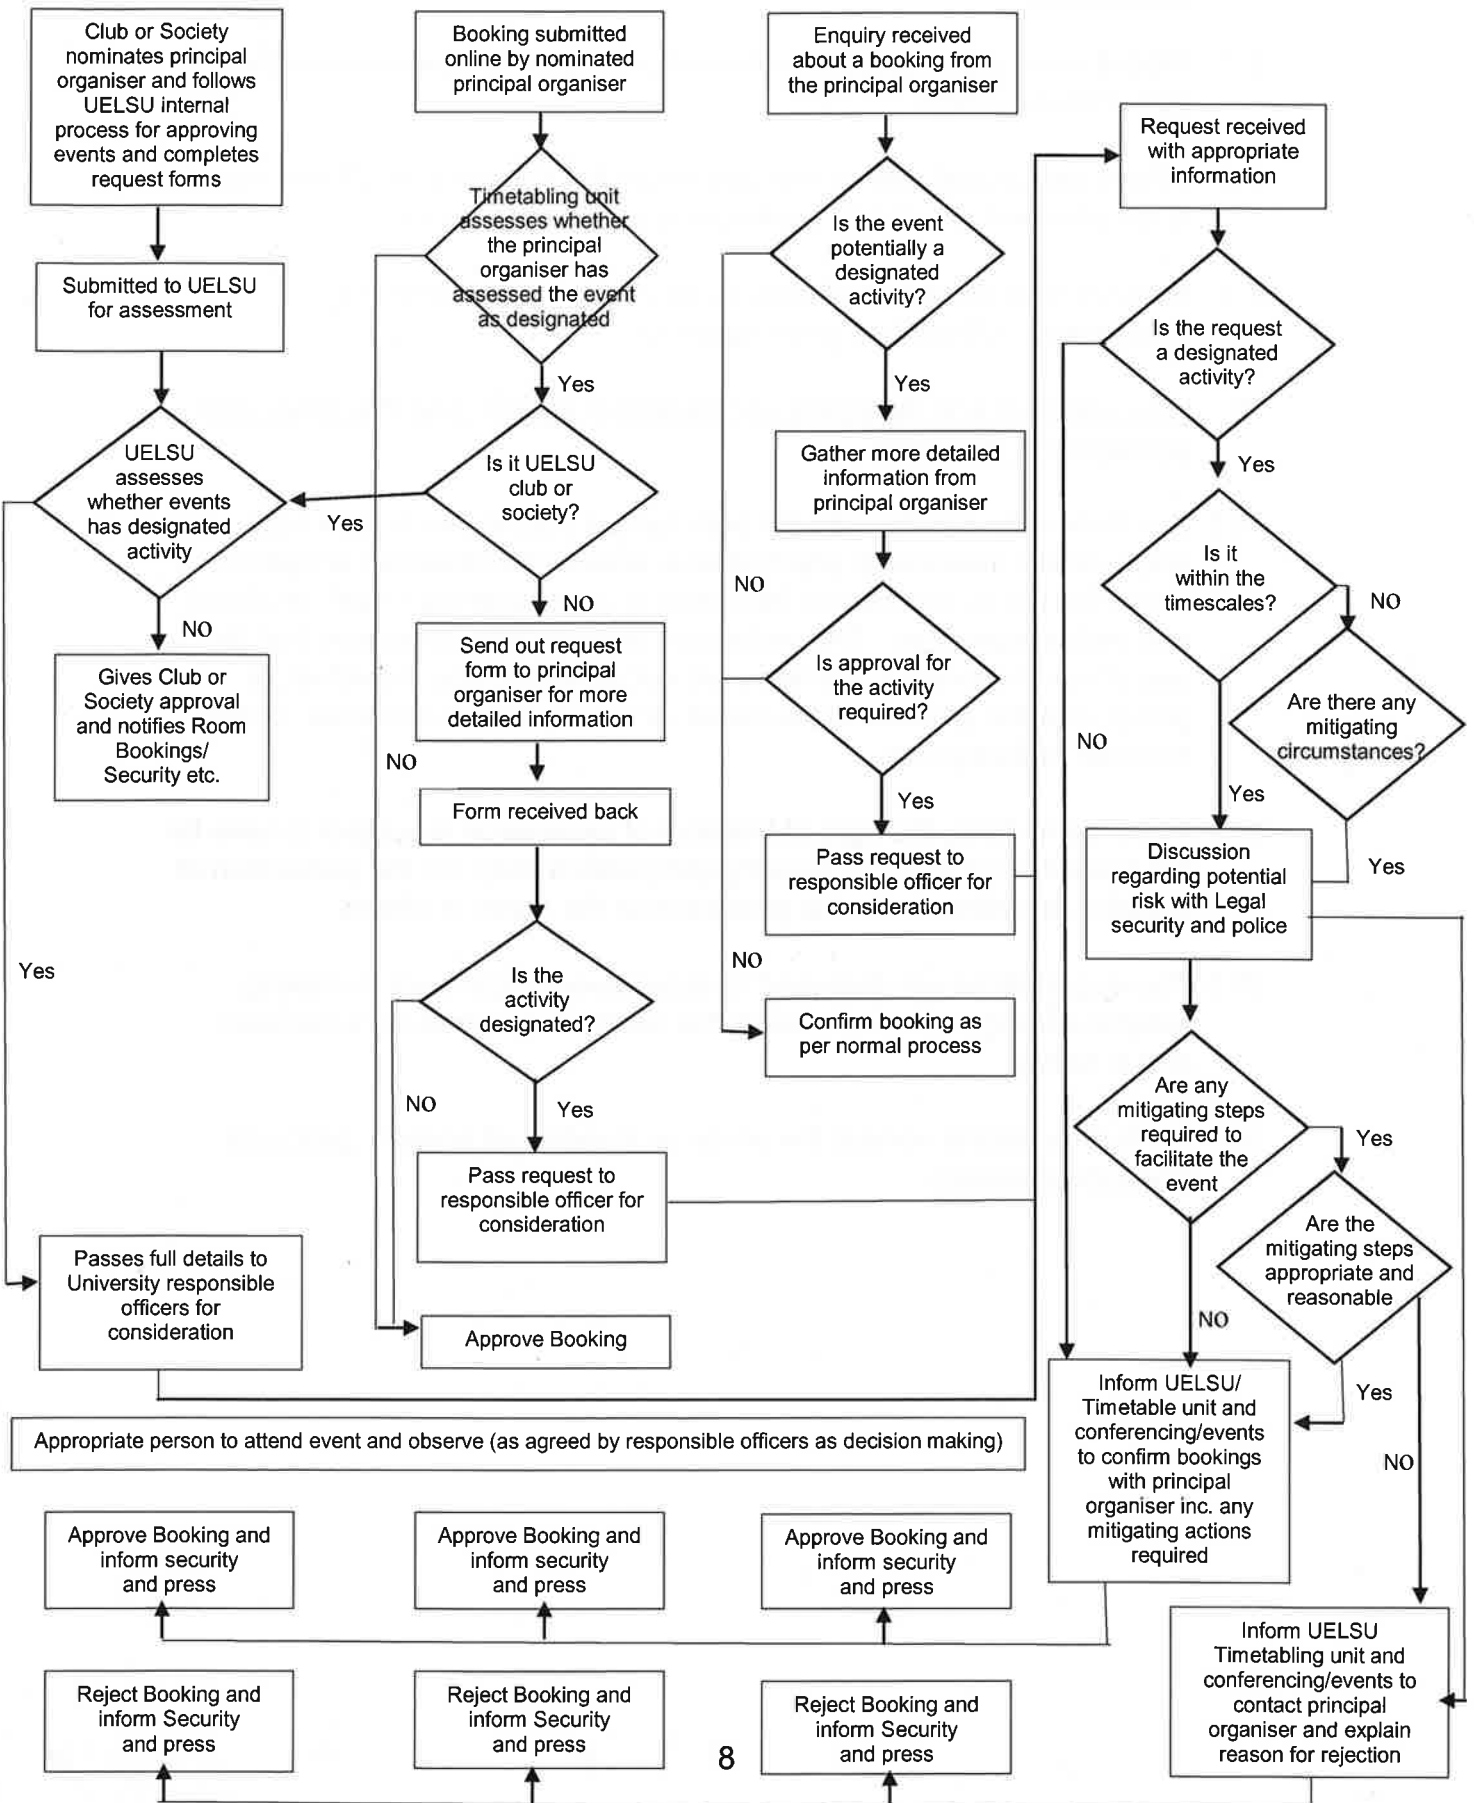 Club or Society
nominates principal
organiser and follows
UELSU internal
process for approving
events and completes
request forms
Submitted to UELSU
for assessment
UELSU
assesses
whether events
has designated
activity
Yes
NO
Gives Club or
Society approval
and notifies Room
Bookings/
Security etc.
Yes
Passes full details to
University responsible
officers for
consideration
Booking submitted
online by nominated
principal organiser
Timetabling unit
assesses whether
the principal
organiser has
assessed the event
as designated
Yes
Is it UELSU
club or
society?
NO
Send out request
form to principal
organiser for more
detailed information
NO
Form received back
Is the
activity
designated?
NO
Yes
Pass request to
responsible officer for
consideration
Approve Booking
Enquiry received
about a booking from
the principal organiser
Is the event
potentially a
designated
activity?
Yes
Gather more detailed
information from
principal organiser
NO
Is approval for
the activity
required?
Yes
Pass request to
responsible officer for
consideration
NO
Confirm booking as
per normal process
Request received
with appropriate
information
Is the request
a designated
activity?
Yes
Is it
within the
timescales?
NO
Are there any
mitigating
circumstances?
NO
Yes
Discussion
regarding potential
risk with Legal
security and police
Yes
Are any
mitigating steps
required to
facilitate the
event
Yes
Are the
mitigating steps
appropriate and
reasonable
NO
Yes
Inform UELSU/
Timetable unit and
conferencing/events
to confirm bookings
with principal
organiser inc. any
mitigating actions
required
NO
Inform UELSU
Timetabling unit and
conferencing/events to
contact principal
organiser and explain
reason for rejection
Appropriate person to attend event and observe (as agreed by responsible officers as decision making)
Approve Booking and
inform security
and press
Approve Booking and
inform security
and press
Approve Booking and
inform security
and press
Reject Booking and
inform Security
and press
Reject Booking and
inform Security
and press
Reject Booking and
inform Security
and press
8